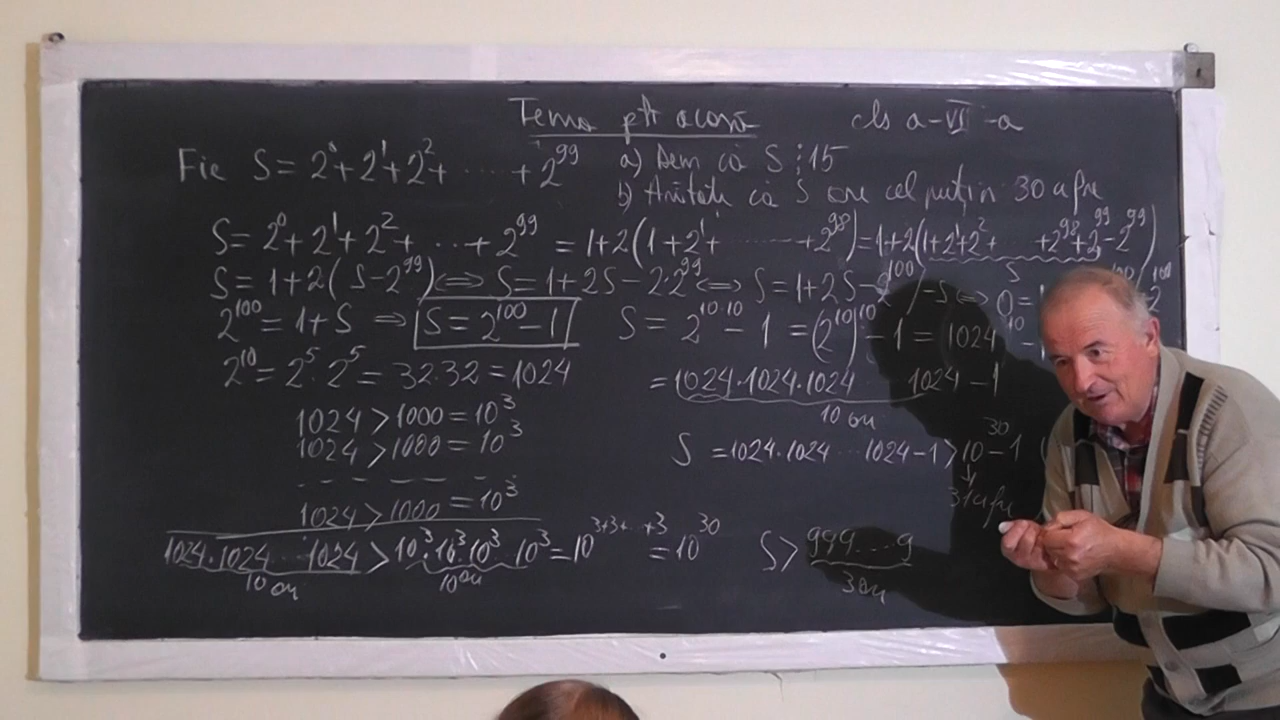 Tema ptr acasă cls a-VII-a
Fie S = 2⁰ + 2¹ + 2² + ..... + 2⁹⁹ a) Dem că S ⋮ 15
b) Arătați că S are cel puțin 30 cifre
S = 2⁰ + 2¹ + 2² + ... + 2⁹⁹ = 1+2(1+2¹+ ....... +2⁹⁸) = 1+2(1+2¹+2²+ ... +2⁹⁸+2⁹⁹-2⁹⁹)
S
S = 1+2(S-2⁹⁹) ⇔ S = 1+2S-2·2⁹⁹ ⇔ S = 1+2S-2¹⁰⁰ / -S ⇔ 0=1
2¹⁰⁰ = 1+S ⇒ S = 2¹⁰⁰-1 S = 2¹⁰·¹⁰ - 1 = (2¹⁰)¹⁰ - 1 = 1024¹⁰ -
2¹⁰ = 2⁵·2⁵ = 32·32 = 1024 = 1024·1024·1024 ... 1024 - 1
10 ori
1024 > 1000 = 10³
1024 > 1000 = 10³ S = 1024·1024 ... 1024-1 > 10³⁰-1
- - - - - - -
31 cifre
1024 > 1000 = 10³
1024·1024 ... 1024 > 10³·10³·10³ ... 10³ = 10³⁺³⁺···⁺³ = 10³⁰ S > 999...9
10 ori 10 ori 30 ori